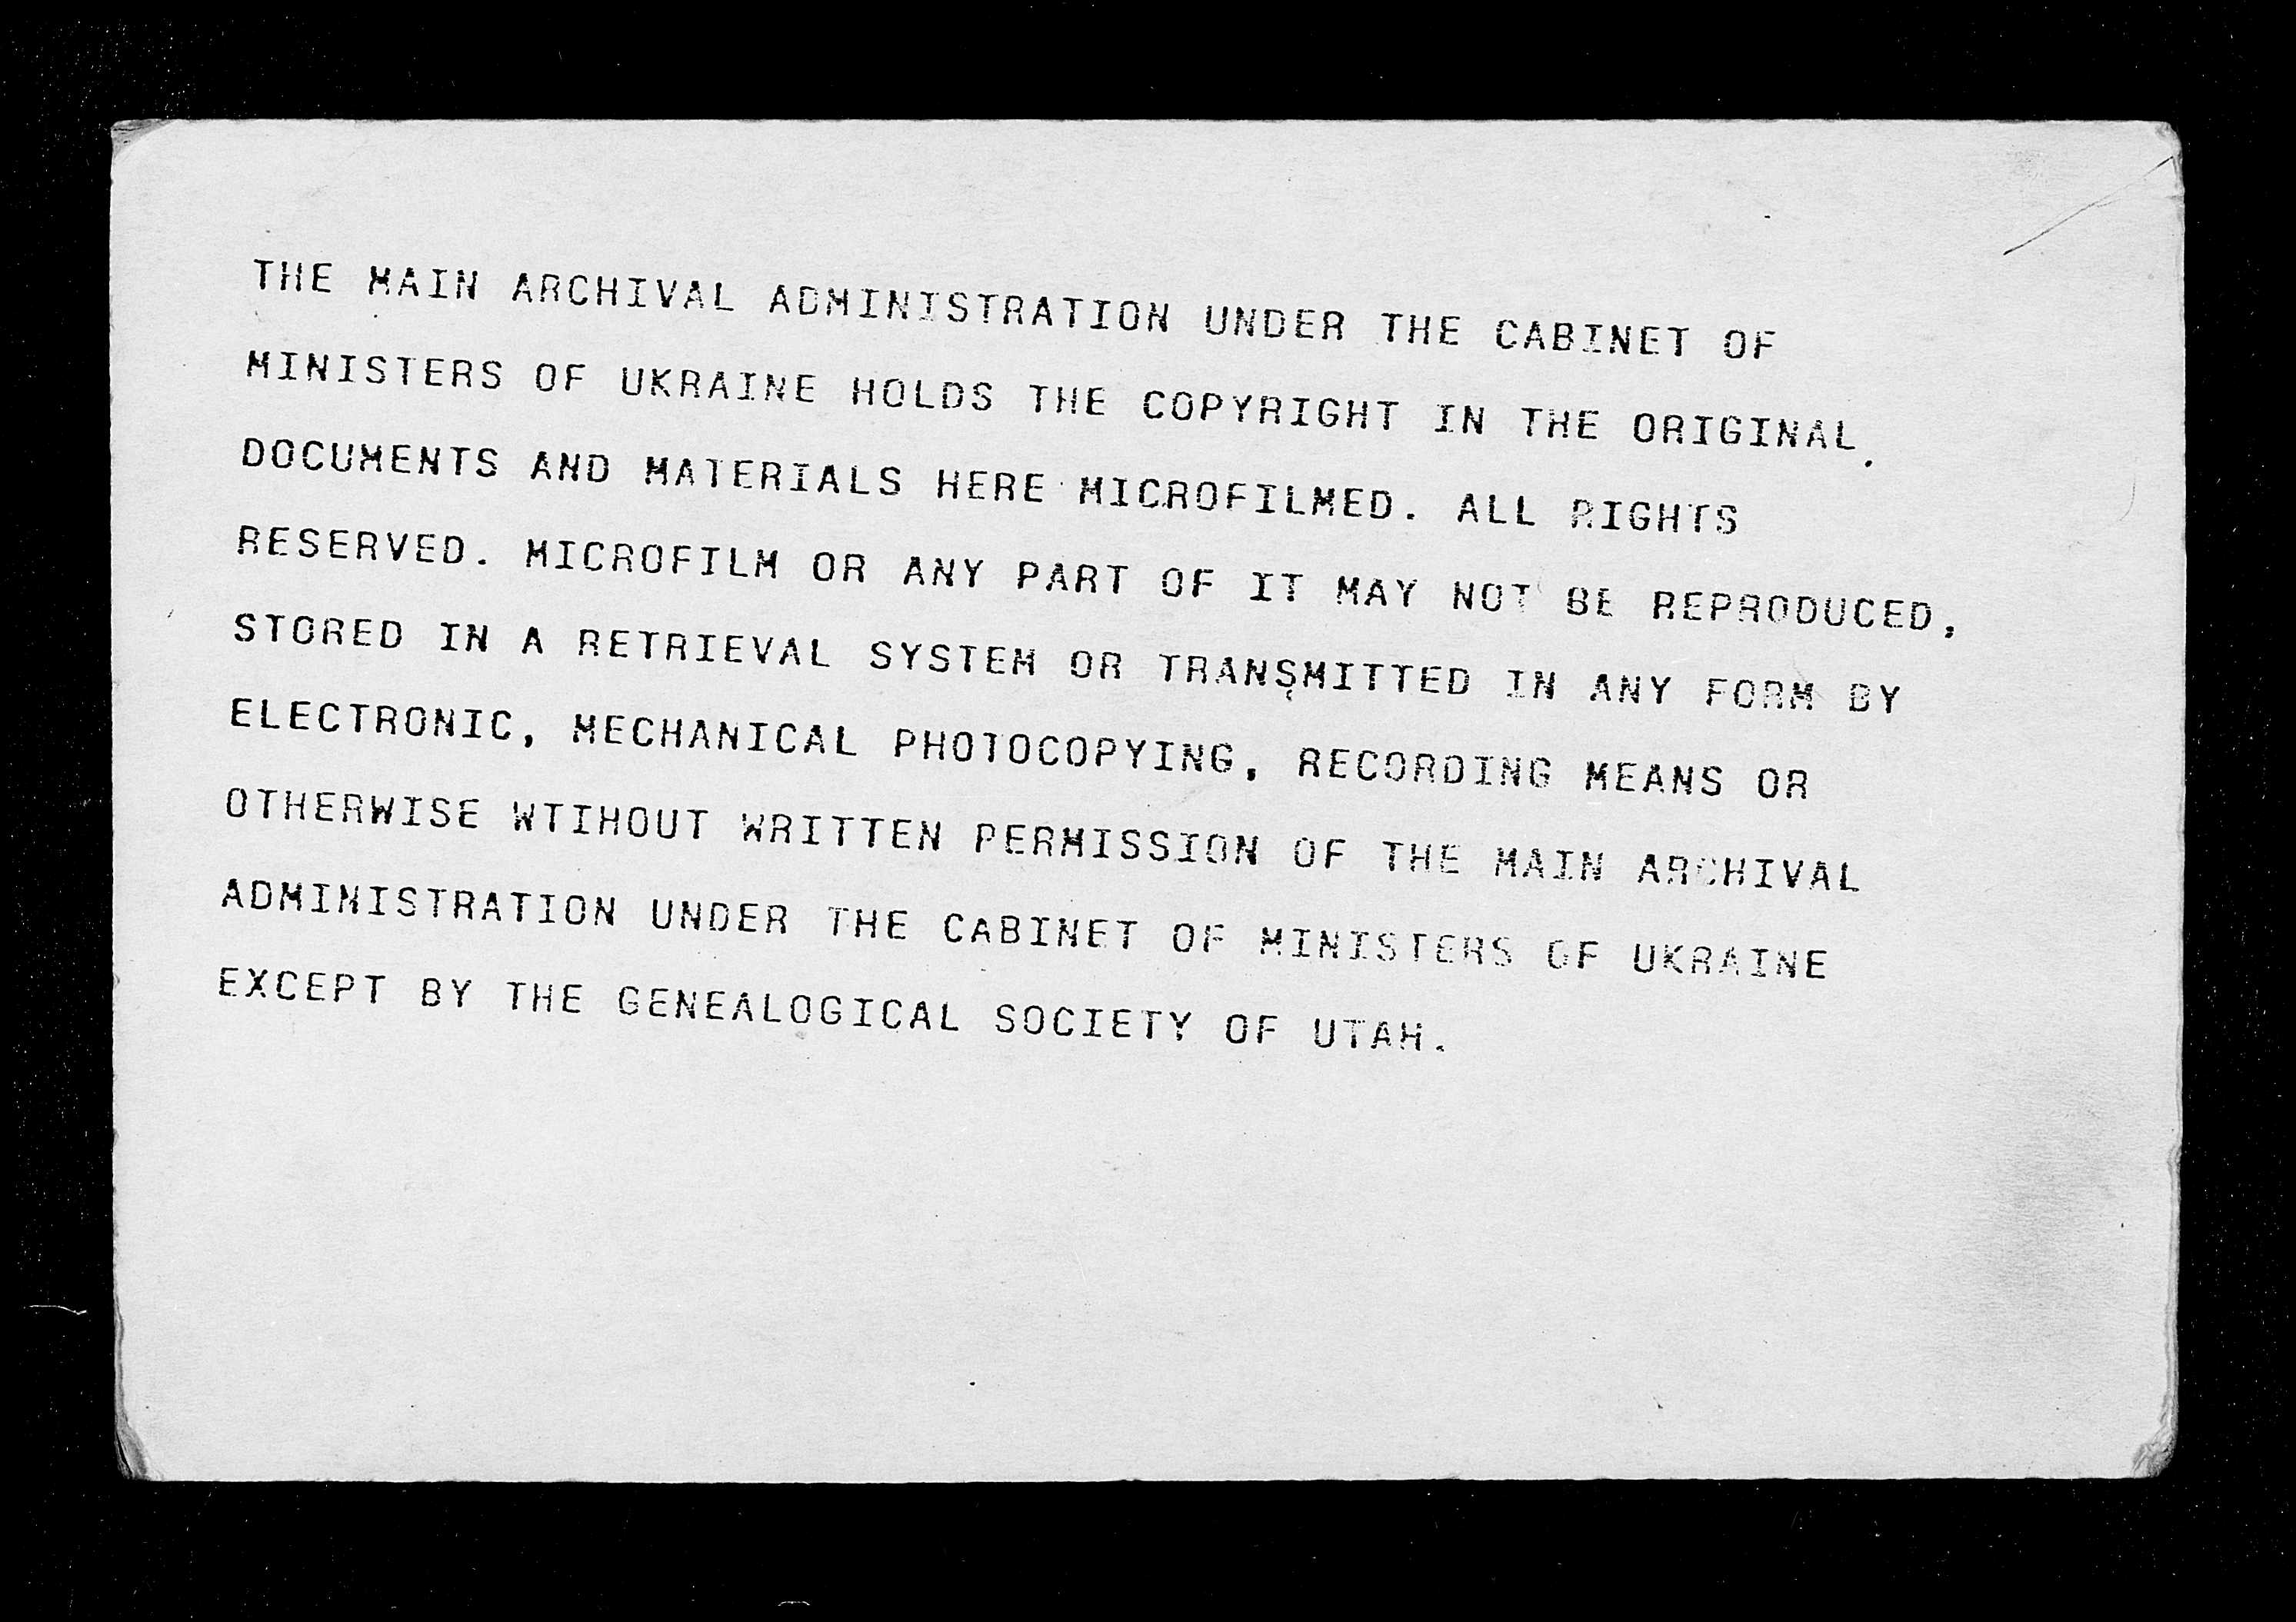 THE MAIN ARCHIVAL ADMINISTRATION UNDER THE CABINET OF
MINISTERS OF UKRAINE HOLDS THE COPYRIGHT IN THE ORIGINAL
DOCUMENTS AND MATERIALS HERE MICROFILMED. ALL RIGHTS
RESERVED. MICROFILM OR ANY PART OF IT MAY NOT BE REPRODUCED,
STORED IN A RETRIEVAL SYSTEM OR TRANSMITTED IN ANY FORM BY
ELECTRONIC, MECHANICAL PHOTOCOPYING, RECORDING MEANS OR
OTHERWISE WTIHOUT WRITTEN PERMISSION OF THE MAIN ARCHIVAL
ADMINISTRATION UNDER THE CABINET OF MINISTERS OF UKRAINE
EXCEPT BY THE GENEALOGICAL SOCIETY OF UTAH.